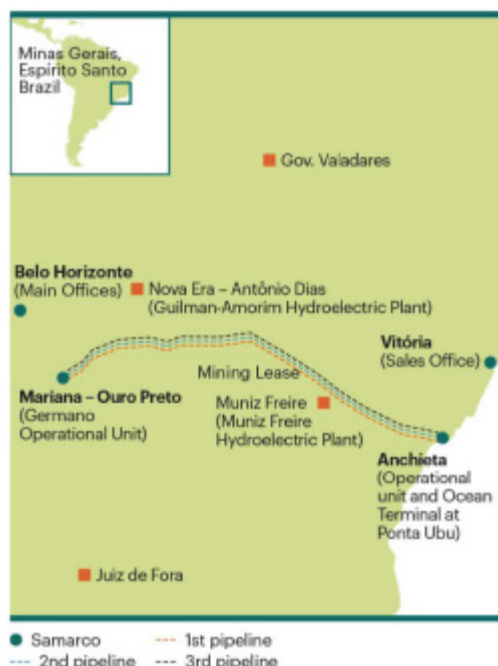 Minas Gerais,
Espírito Santo
Brazil
Gov. Valadares
Belo Horizonte
(Main Offices)
Nova Era – Antônio Dias
(Guilman-Amorim Hydroelectric Plant)
Vitória
(Sales Office)
Mining Lease
Mariana – Ouro Preto
(Germano
Operational Unit)
Muniz Freire
(Muniz Freire
Hydroelectric Plant)
Anchieta
(Operational
unit and Ocean
Terminal at
Ponta Ubu)
Juiz de Fora
Samarco
1st pipeline
2nd pipeline
3rd pipeline